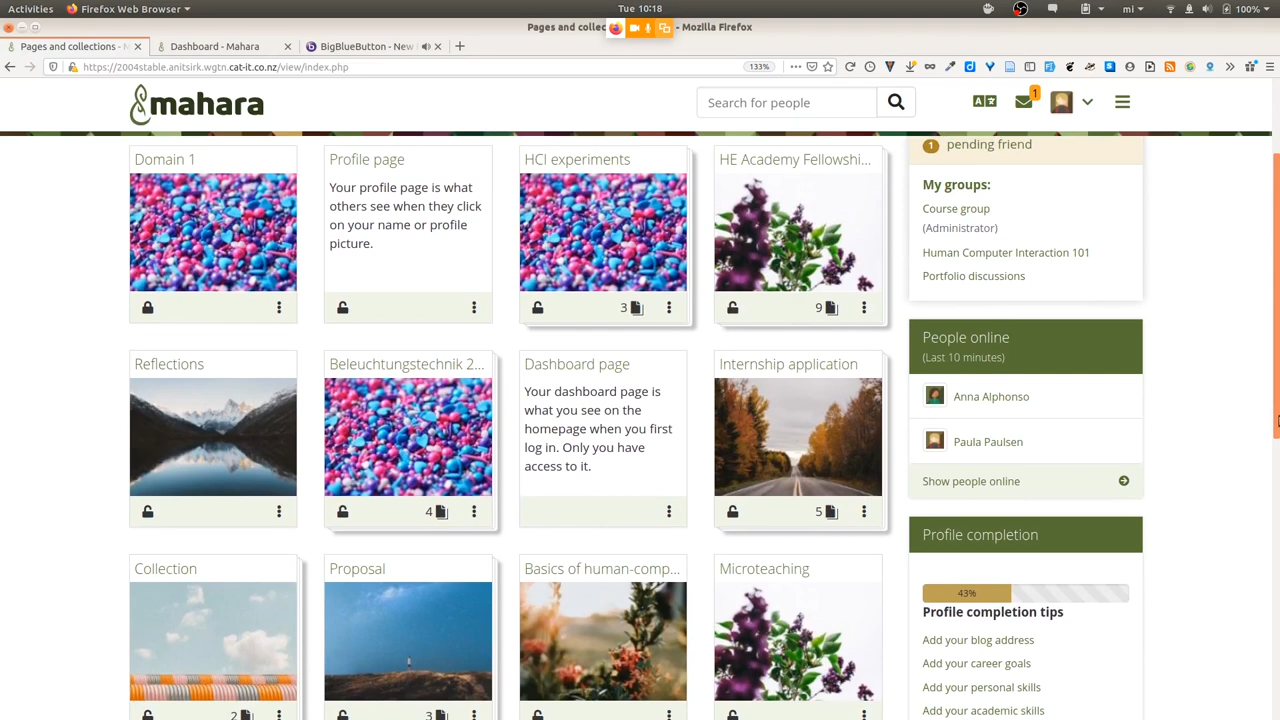 Activities
Firefox Web Browser
Tue 10:18
ml
100%
Pages and collec
- Mozilla Firefox
Pages and collections -
Dashboard - Mahara
BigBlueButton - New
https://2004stable.anitsirk.wgtn.cat-it.co.nz/view/index.php
133%
mahara
Search for people
1
Domain 1
Profile page
Your profile page is what
others see when they click
on your name or profile
picture.
HCI experiments
3
HE Academy Fellowshi...
9
Reflections
Beleuchtungstechnik 2...
4
Dashboard page
Your dashboard page is
what you see on the
homepage when you first
log in. Only you have
access to it.
Internship application
5
Collection
2
Proposal
3
Basics of human-comp...
Microteaching
1 pending friend
My groups:
Course group
(Administrator)
Human Computer Interaction 101
Portfolio discussions
People online
(Last 10 minutes)
Anna Alphonso
Paula Paulsen
Show people online
Profile completion
43%
Profile completion tips
Add your blog address
Add your career goals
Add your personal skills
Add your academic skills